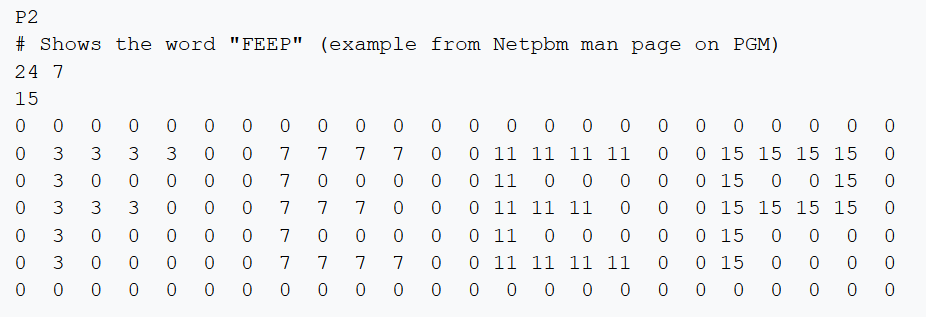 P2
# Shows the word "FEEP" (example from Netpbm man page on PGM)
24 7
15
0 0 0 0 0 0 0 0 0 0 0 0 0 0 0 0 0 0 0 0 0 0 0 0
0 3 3 3 3 0 0 7 7 7 7 0 0 11 11 11 11 0 0 15 15 15 15 0
0 3 0 0 0 0 0 7 0 0 0 0 0 11 0 0 0 0 0 15 0 0 15 0
0 3 3 3 0 0 0 7 7 7 0 0 0 11 11 11 0 0 0 15 15 15 15 0
0 3 0 0 0 0 0 7 0 0 0 0 0 11 0 0 0 0 0 15 0 0 0 0
0 3 0 0 0 0 0 7 7 7 7 0 0 11 11 11 11 0 0 15 0 0 0 0
0 0 0 0 0 0 0 0 0 0 0 0 0 0 0 0 0 0 0 0 0 0 0 0